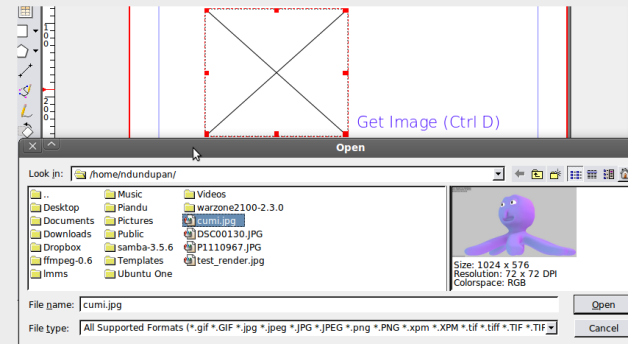 100
200
Get Image (Ctrl D)
Open
Look in: /home/ndundupan/
.. Music Videos
Desktop Piandu warzone2100-2.3.0
Documents Pictures cumi.jpg
Downloads Public DSC00130.JPG
Dropbox samba-3.5.6 P1110967.JPG
ffmpeg-0.6 Templates test_render.jpg
lmms Ubuntu One
Size: 1024 x 576
Resolution: 72 x 72 DPI
Colorspace: RGB
File name: cumi.jpg Open
File type: All Supported Formats (*.gif *.GIF *.jpg *.jpeg *.JPG *.JPEG *.png *.PNG *.xpm *.XPM *.tif *.tiff *.TIF *.TIF Cancel